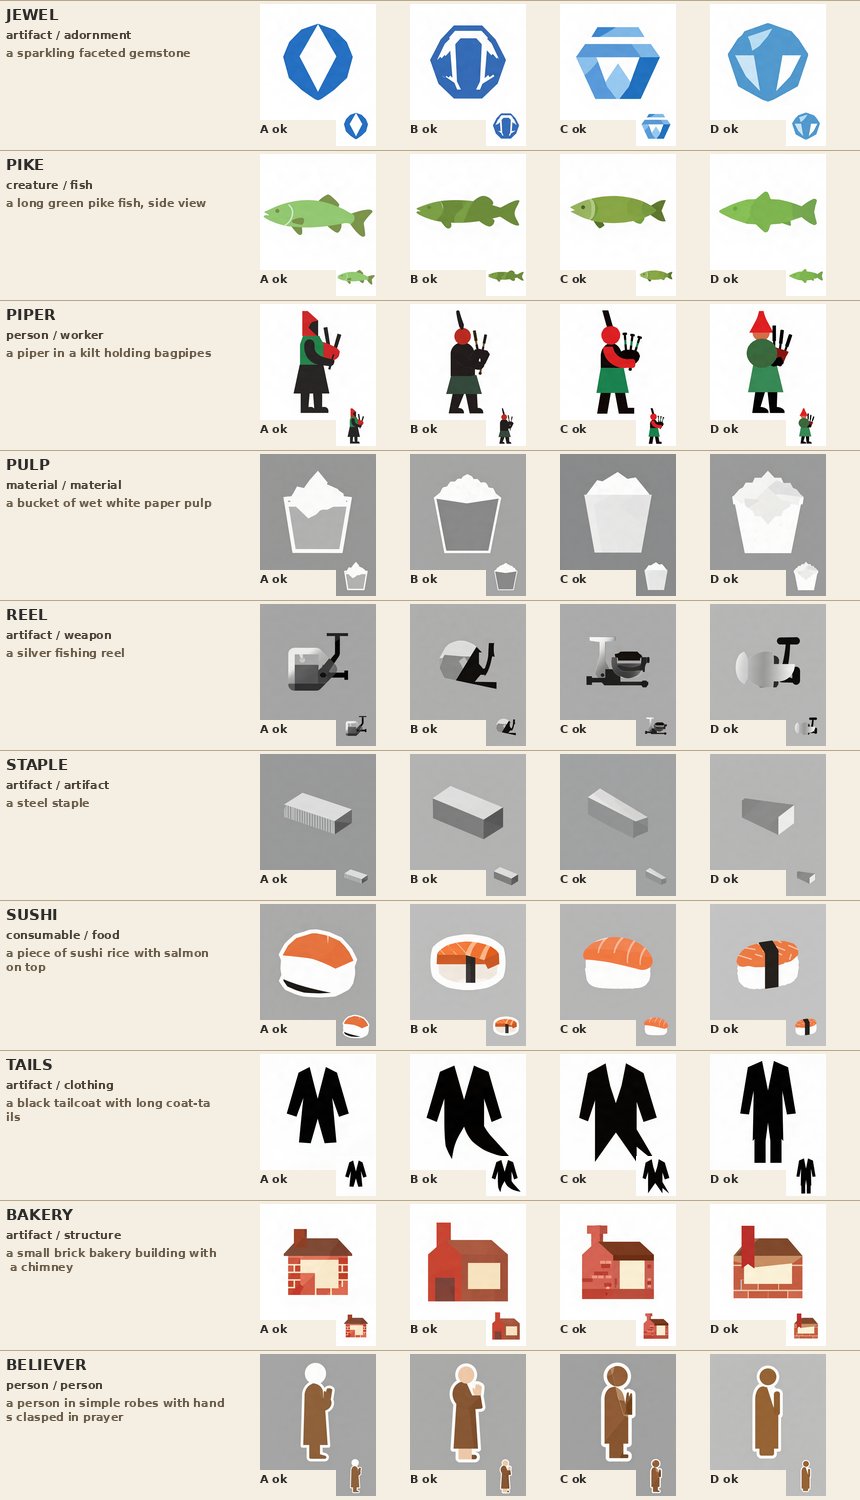 JEWEL
artifact / adornment
a sparkling faceted gemstone
A ok
B ok
C ok
D ok
PIKE
creature / fish
a long green pike fish, side view
A ok
B ok
C ok
D ok
PIPER
person / worker
a piper in a kilt holding bagpipes
A ok
B ok
C ok
D ok
PULP
material / material
a bucket of wet white paper pulp
A ok
B ok
C ok
D ok
REEL
artifact / weapon
a silver fishing reel
A ok
B ok
C ok
D ok
STAPLE
artifact / artifact
a steel staple
A ok
B ok
C ok
D ok
SUSHI
consumable / food
a piece of sushi rice with salmon
on top
A ok
B ok
C ok
D ok
TAILS
artifact / clothing
a black tailcoat with long coat-ta
ils
A ok
B ok
C ok
D ok
BAKERY
artifact / structure
a small brick bakery building with
a chimney
A ok
B ok
C ok
D ok
BELIEVER
person / person
a person in simple robes with hand
s clasped in prayer
A ok
B ok
C ok
D ok